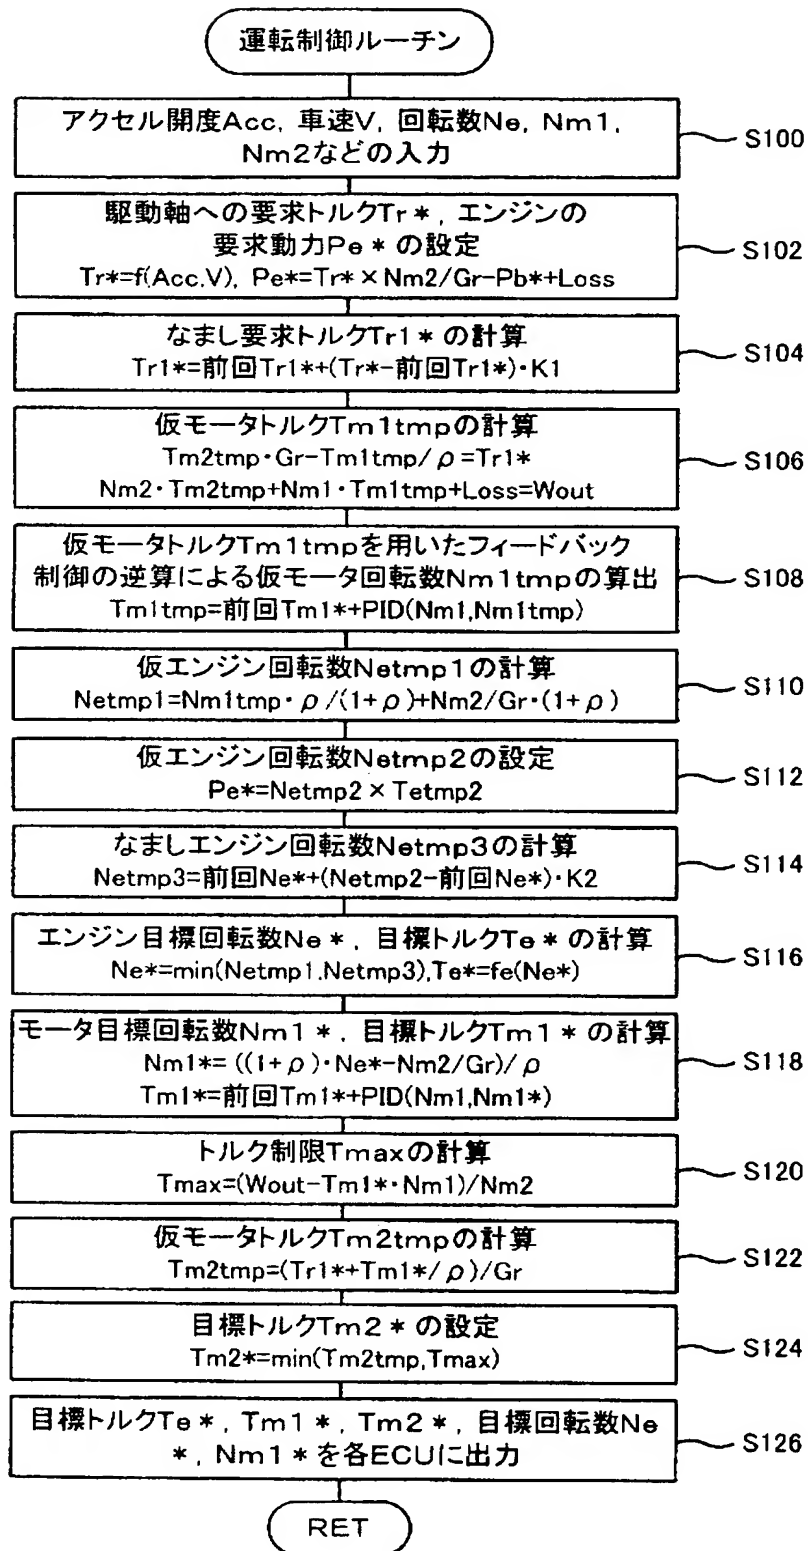 運転制御ルーチン
アクセル開度Acc, 車速V, 回転数Ne, Nm1,
Nm2などの入力
S100
駆動軸への要求トルクTr*, エンジンの
要求動力Pe*の設定
Tr*=f(Acc,V), Pe*=Tr*×Nm2/Gr-Pb*+Loss
S102
なまし要求トルクTr1*の計算
Tr1*=前回Tr1*+(Tr*-前回Tr1*)・K1
S104
仮モータトルクTm1tmpの計算
Tm2tmp・Gr-Tm1tmp/ρ=Tr1*
Nm2・Tm2tmp+Nm1・Tm1tmp+Loss=Wout
S106
仮モータトルクTm1tmpを用いたフィードバック
制御の逆算による仮モータ回転数Nm1tmpの算出
Tm1tmp=前回Tm1*+PID(Nm1,Nm1tmp)
S108
仮エンジン回転数Netmp1の計算
Netmp1=Nm1tmp・ρ/(1+ρ)+Nm2/Gr・(1+ρ)
S110
仮エンジン回転数Netmp2の設定
Pe*=Netmp2×Tetmp2
S112
なましエンジン回転数Netmp3の計算
Netmp3=前回Ne*+(Netmp2-前回Ne*)・K2
S114
エンジン目標回転数Ne*, 目標トルクTe*の計算
Ne*=min(Netmp1,Netmp3),Te*=fe(Ne*)
S116
モータ目標回転数Nm1*, 目標トルクTm1*の計算
Nm1*=((1+ρ)・Ne*-Nm2/Gr)/ρ
Tm1*=前回Tm1*+PID(Nm1,Nm1*)
S118
トルク制限Tmaxの計算
Tmax=(Wout-Tm1*・Nm1)/Nm2
S120
仮モータトルクTm2tmpの計算
Tm2tmp=(Tr1*+Tm1*/ρ)/Gr
S122
目標トルクTm2*の設定
Tm2*=min(Tm2tmp,Tmax)
S124
目標トルクTe*, Tm1*, Tm2*, 目標回転数Ne
*, Nm1*を各ECUに出力
S126
RET